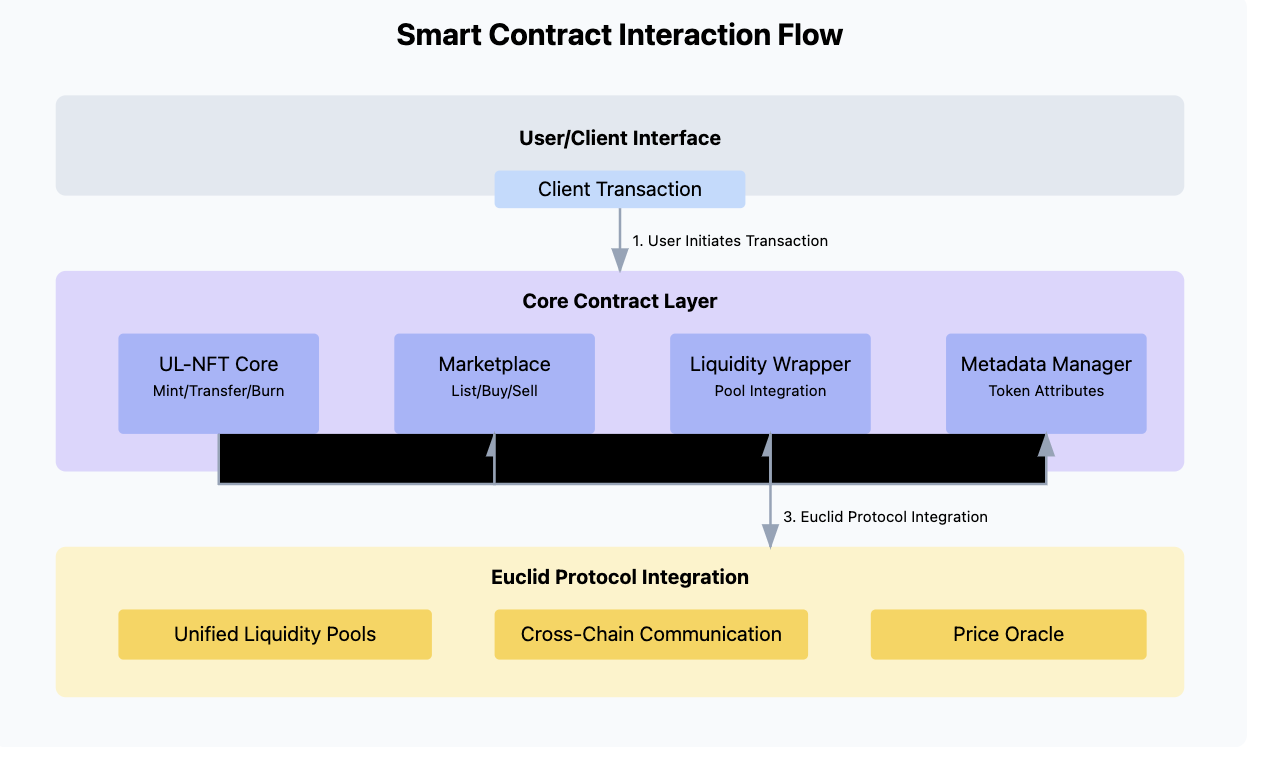 Smart Contract Interaction Flow
User/Client Interface
Client Transaction
1. User Initiates Transaction
Core Contract Layer
UL-NFT Core
Mint/Transfer/Burn
Marketplace
List/Buy/Sell
Liquidity Wrapper
Pool Integration
Metadata Manager
Token Attributes
3. Euclid Protocol Integration
Euclid Protocol Integration
Unified Liquidity Pools
Cross-Chain Communication
Price Oracle